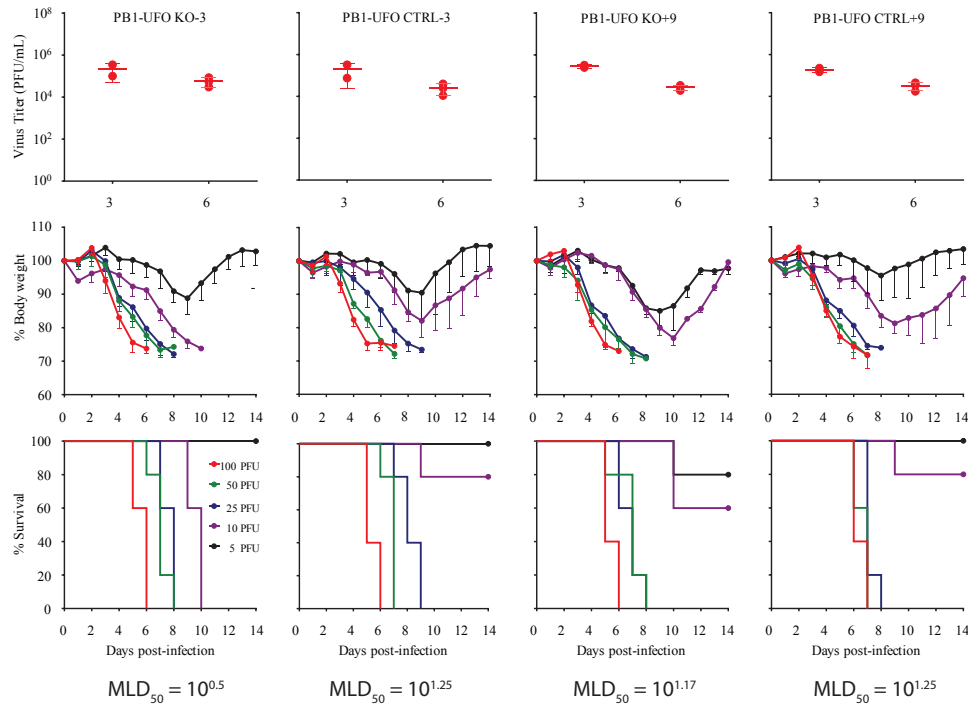 PB1-UFO KO-3 PB1-UFO CTRL-3 PB1-UFO KO+9 PB1-UFO CTRL+9
Virus Titer (PFU/mL)
10^8
10^6
10^4
10^2
10^0
3 6 3 6 3 6 3 6
% Body weight
110
100
90
80
70
60
0 2 4 6 8 10 12 14 0 2 4 6 8 10 12 14 0 2 4 6 8 10 12 14 0 2 4 6 8 10 12 14
% Survival
100
80
60
40
20
0
100 PFU
50 PFU
25 PFU
10 PFU
5 PFU
0 2 4 6 8 10 12 14 0 2 4 6 8 10 12 14 0 2 4 6 8 10 12 14 0 2 4 6 8 10 12 14
Days post-infection Days post-infection Days post-infection Days post-infection
MLD₅₀ = 10^0.5 MLD₅₀ = 10^1.25 MLD₅₀ = 10^1.17 MLD₅₀ = 10^1.25